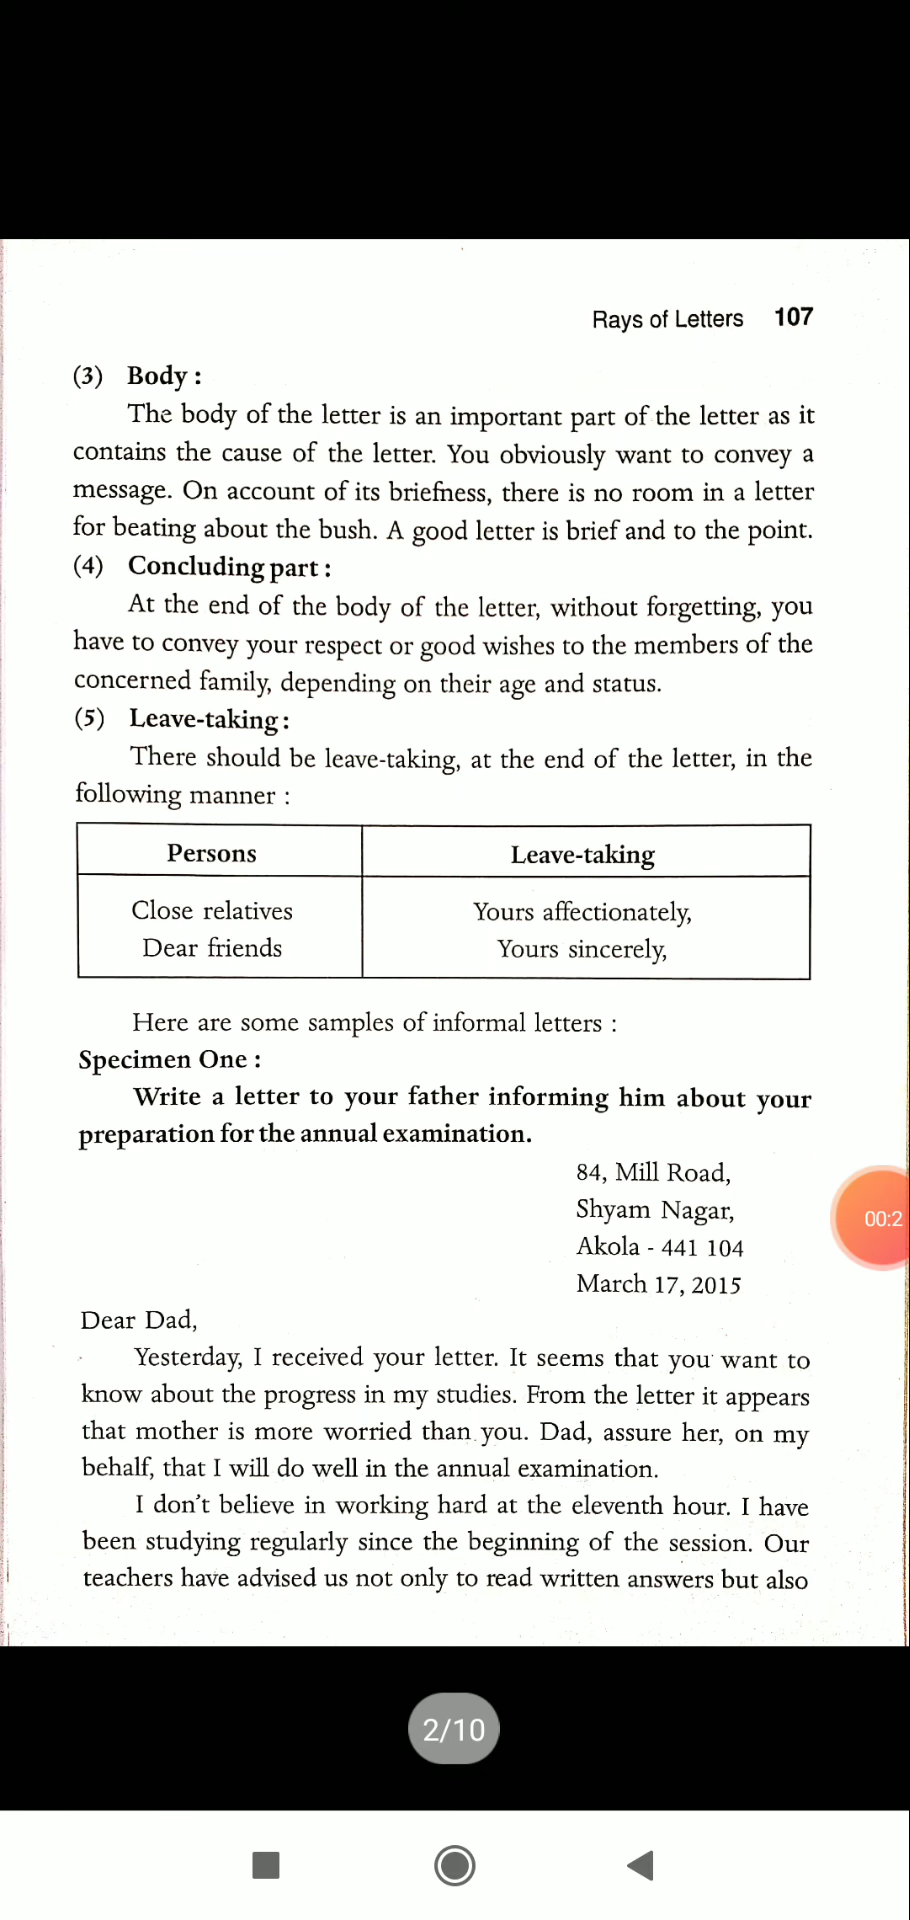 Rays of Letters 107
(3) Body :
The body of the letter is an important part of the letter as it
contains the cause of the letter. You obviously want to convey a
message. On account of its briefness, there is no room in a letter
for beating about the bush. A good letter is brief and to the point.
(4) Concluding part :
At the end of the body of the letter, without forgetting, you
have to convey your respect or good wishes to the members of the
concerned family, depending on their age and status.
(5) Leave-taking :
There should be leave-taking, at the end of the letter, in the
following manner :
Persons Leave-taking
Close relatives Yours affectionately,
Dear friends Yours sincerely,
Here are some samples of informal letters :
Specimen One :
Write a letter to your father informing him about your
preparation for the annual examination.
84, Mill Road,
Shyam Nagar,
Akola - 441 104
00:2
March 17, 2015
Dear Dad,
Yesterday, I received your letter. It seems that you want to
know about the progress in my studies. From the letter it appears
that mother is more worried than you. Dad, assure her, on my
behalf, that I will do well in the annual examination.
I don't believe in working hard at the eleventh hour. I have
been studying regularly since the beginning of the session. Our
teachers have advised us not only to read written answers but also
2/10